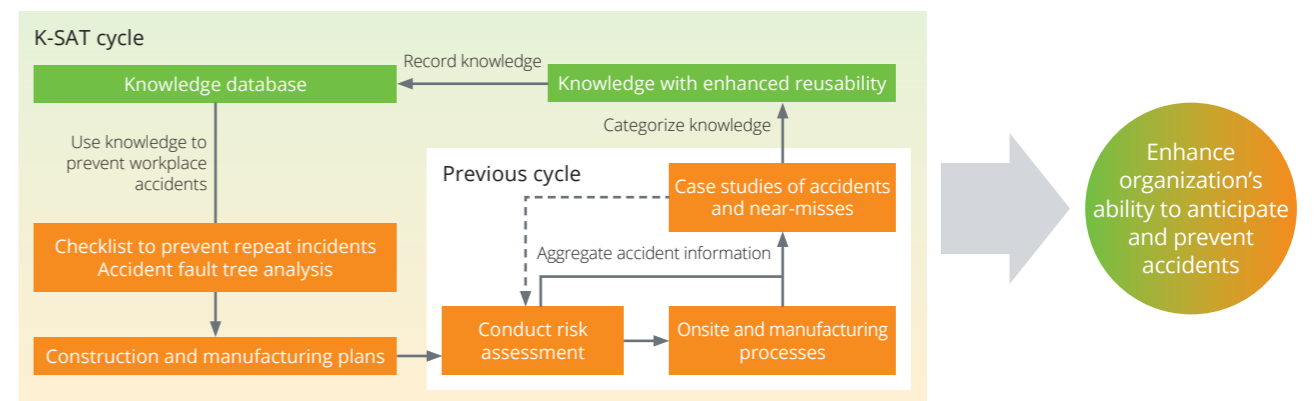 K-SAT cycle
Knowledge database
Record knowledge
Knowledge with enhanced reusability
Use knowledge to
prevent workplace
accidents
Categorize knowledge
Previous cycle
Case studies of accidents
and near-misses
Checklist to prevent repeat incidents
Accident fault tree analysis
Aggregate accident information
Construction and manufacturing plans
Conduct risk
assessment
Onsite and manufacturing
processes
Enhance
organization’s
ability to anticipate
and prevent
accidents